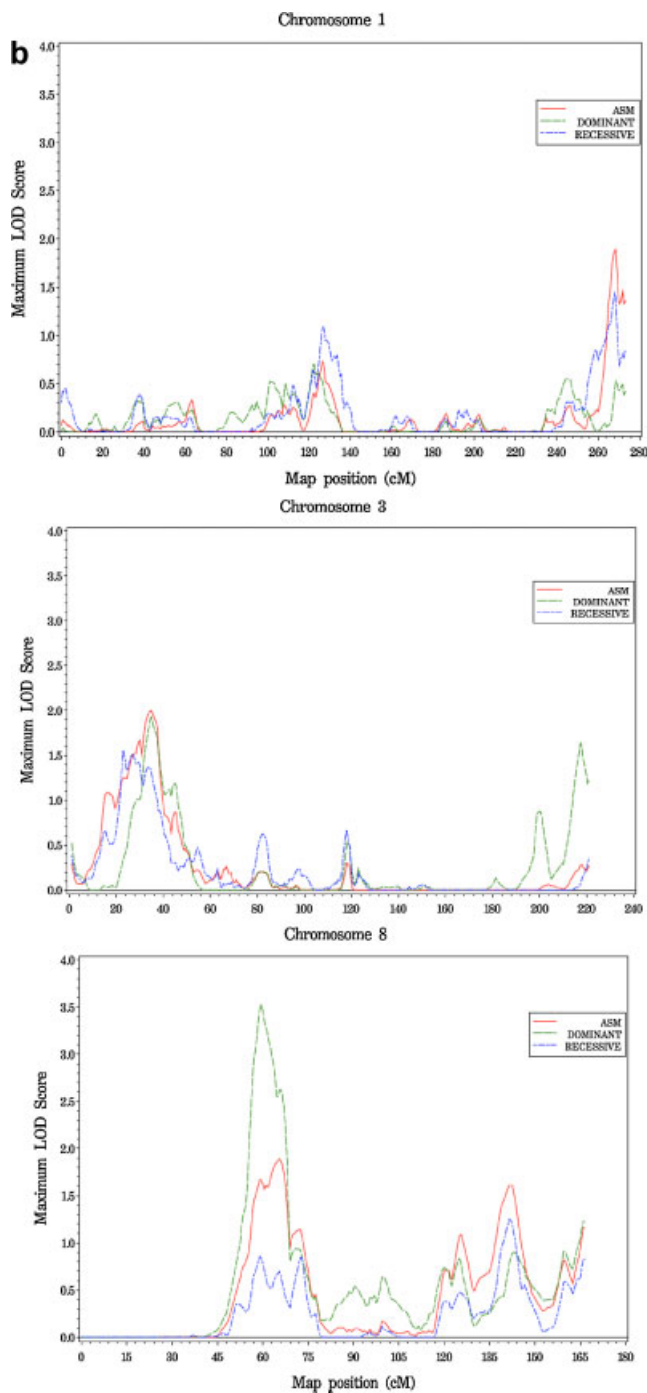 Chromosome 1
b
4.0
3.5
3.0
2.5
2.0
1.5
1.0
0.5
0.0
Maximum LOD Score
ASM
DOMINANT
RECESSIVE
0 20 40 60 80 100 120 140 160 180 200 220 240 260 280
Map position (cM)
Chromosome 3
4.0
3.5
3.0
2.5
2.0
1.5
1.0
0.5
0.0
Maximum LOD Score
ASM
DOMINANT
RECESSIVE
0 20 40 60 80 100 120 140 160 180 200 220 240
Map position (cM)
Chromosome 8
4.0
3.5
3.0
2.5
2.0
1.5
1.0
0.5
0.0
Maximum LOD Score
ASM
DOMINANT
RECESSIVE
0 15 30 45 60 75 90 105 120 135 150 165 180
Map position (cM)